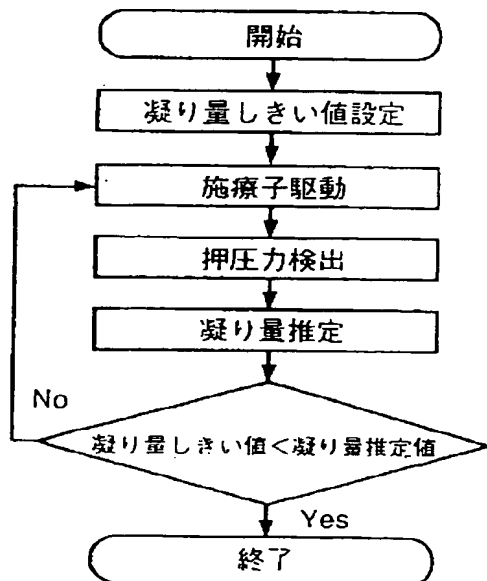 開始
凝り量しきい値設定
施療子駆動
押圧力検出
凝り量推定
No
凝り量しきい値<凝り量推定値
Yes
終了